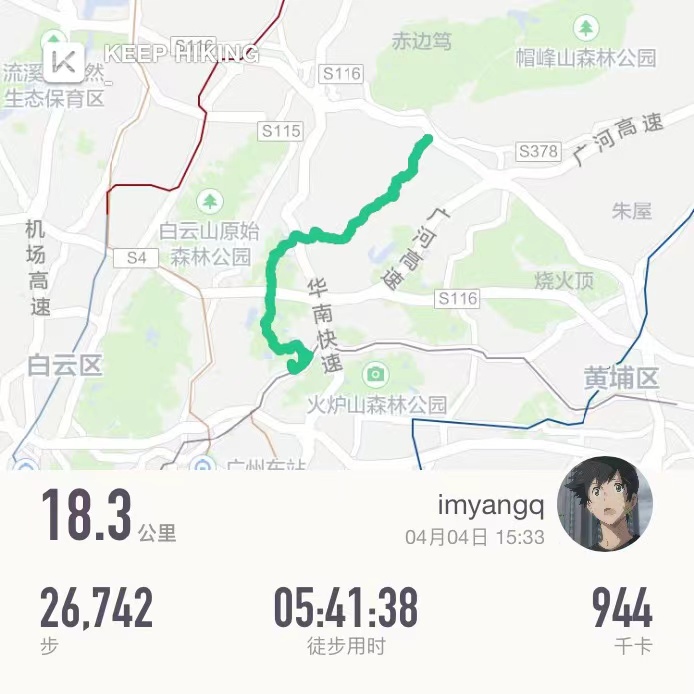 S116
KEEP HIKING
赤边笃
帽峰山森林公园
S116
生态保育区
S115
S378
广河高速
白云山原始
森林公园
朱屋
机场高速
S4
广河高速
华南快速
S116
烧火顶
白云区
黄埔区
火炉山森林公园
广州东站
18.3 公里
imyangq
04月04日 15:33
26,742
步
05:41:38
徒步用时
944
千卡